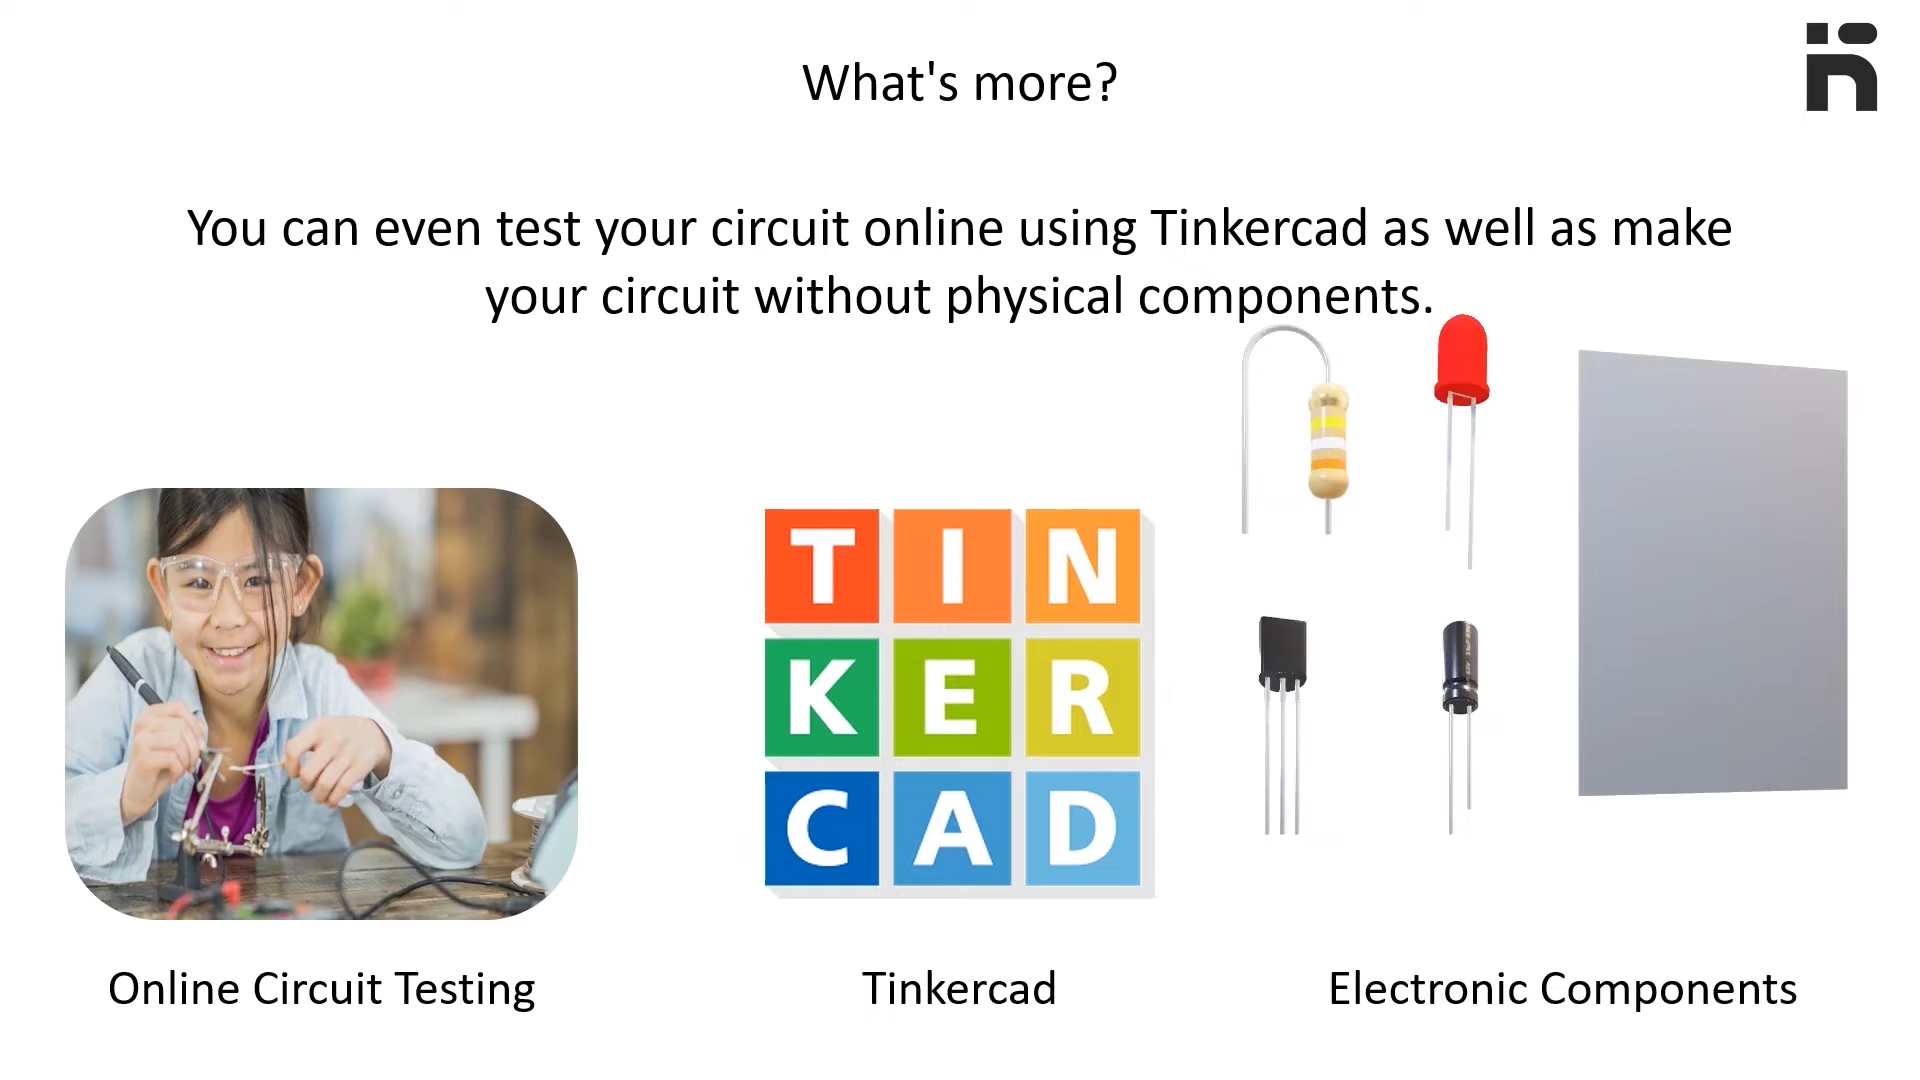 What's more?
You can even test your circuit online using Tinkercad as well as make
your circuit without physical components.
TIN
KER
CAD
Online Circuit Testing
Tinkercad
Electronic Components